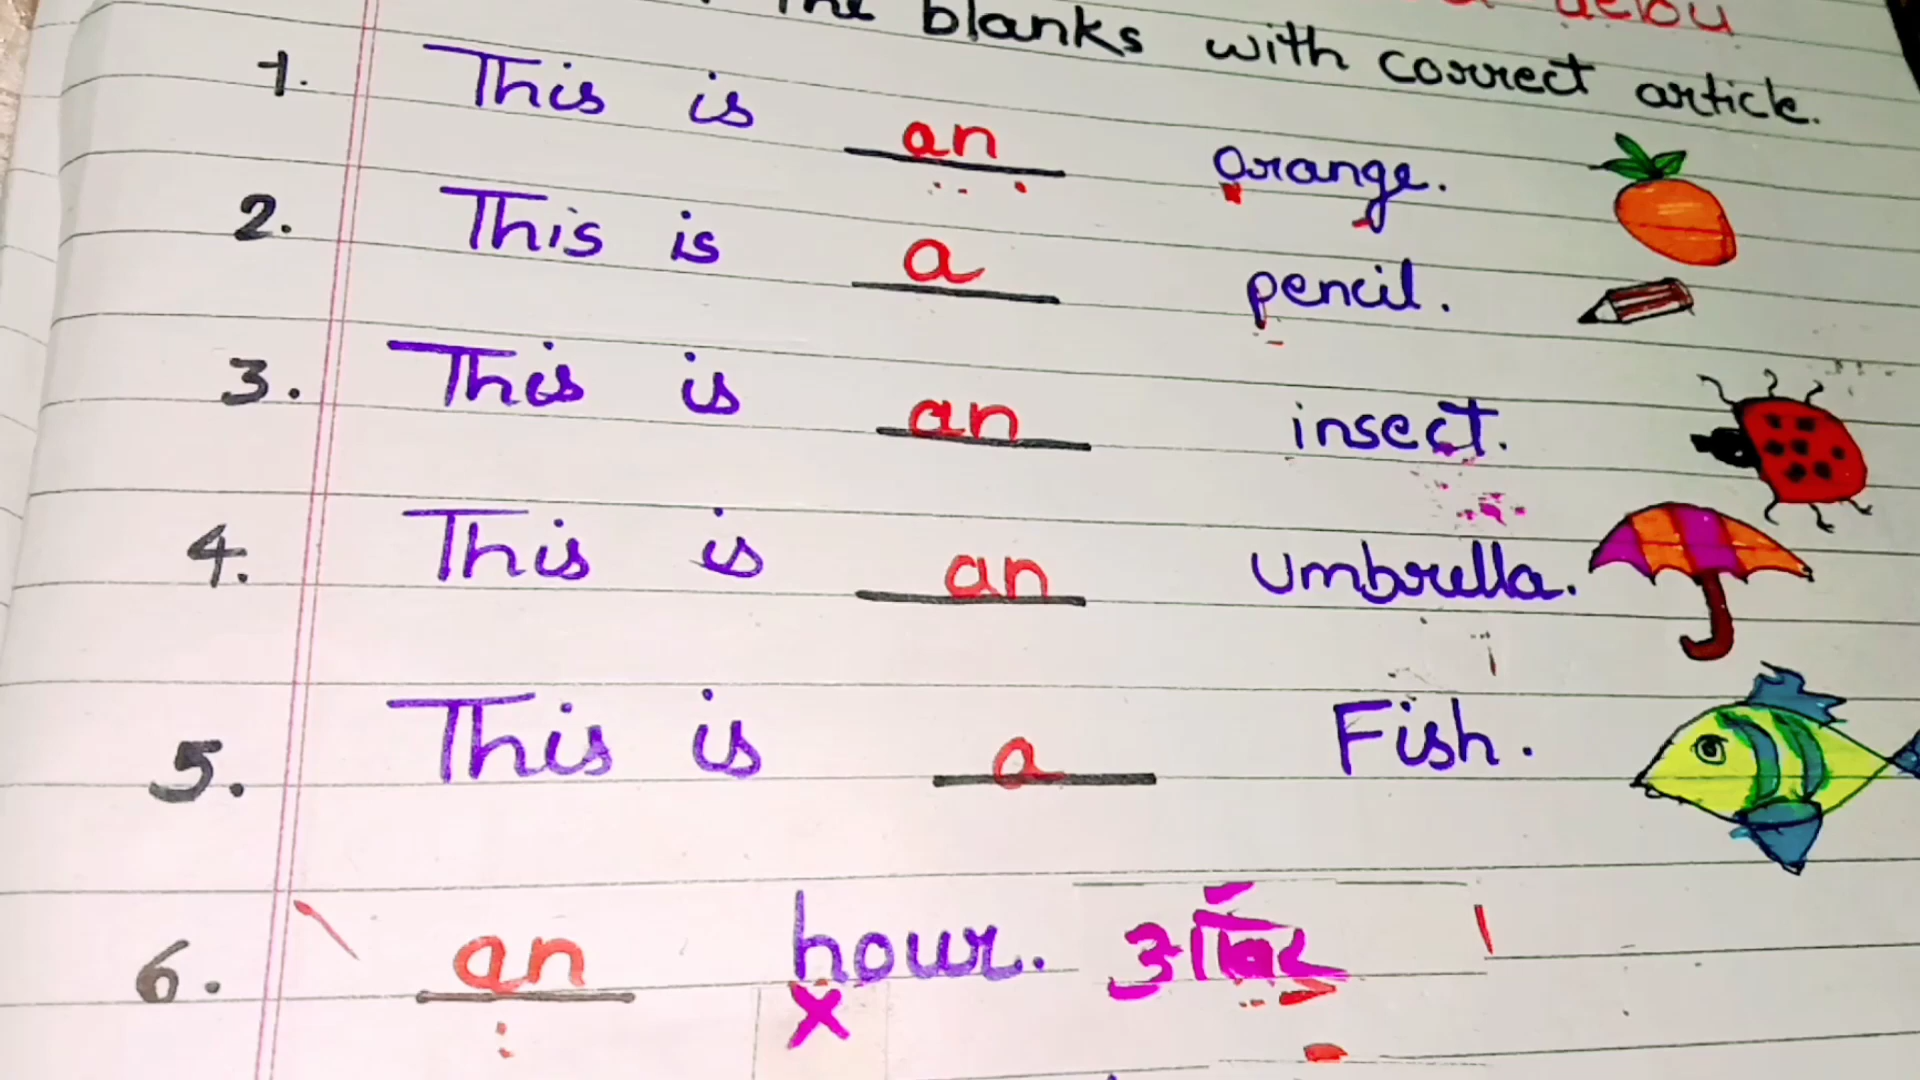 the blanks with correct article.
1. This is an orange.
2. This is a pencil.
3. This is an insect.
4. This is an umbrella.
5. This is a Fish.
6. an hour.
x